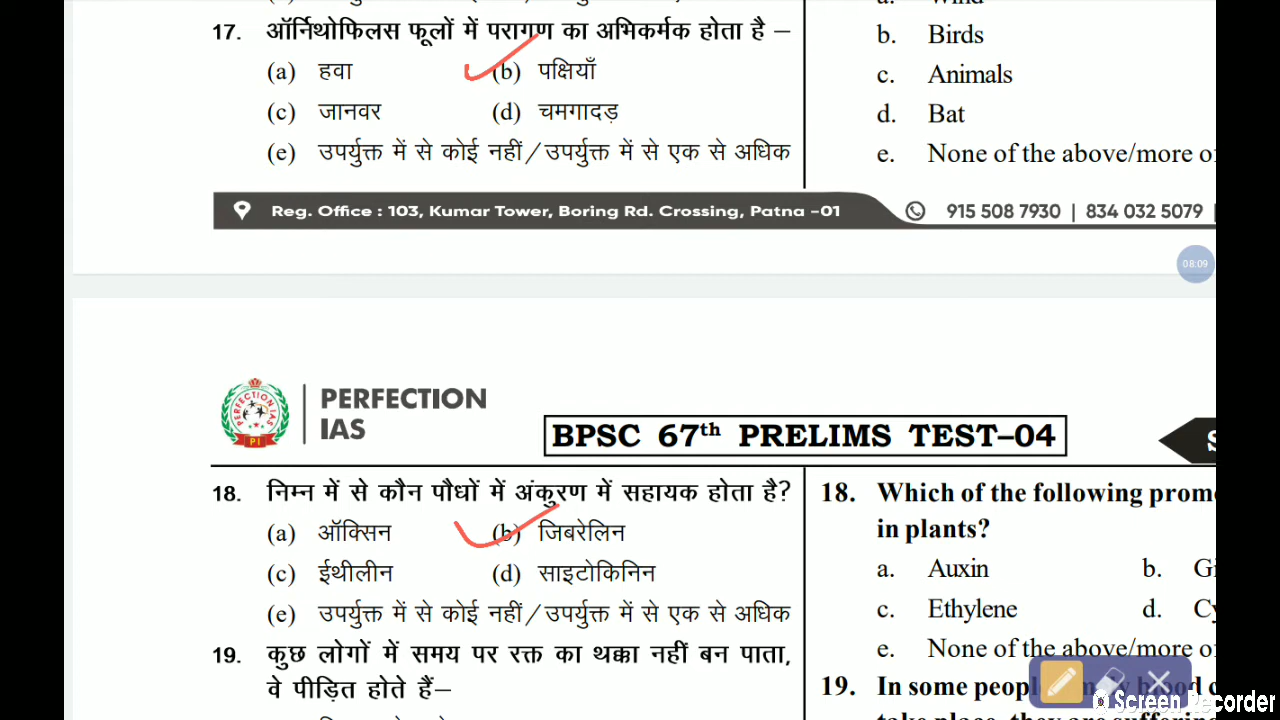 17. ऑर्निथोफिलस फूलों में परागण का अभिकर्मक होता है –
(a) हवा (b) पक्षियाँ
(c) जानवर (d) चमगादड़
(e) उपर्युक्त में से कोई नहीं/उपर्युक्त में से एक से अधिक
b. Birds
c. Animals
d. Bat
e. None of the above/more
Reg. Office : 103, Kumar Tower, Boring Rd. Crossing, Patna -01
915 508 7930 | 834 032 5079 |
08:09
PERFECTION
IAS
PERFECTION IAS
PI
BPSC 67th PRELIMS TEST-04
18. निम्न में से कौन पौधों में अंकुरण में सहायक होता है?
(a) ऑक्सिन (b) जिबरेलिन
(c) ईथीलीन (d) साइटोकिनिन
(e) उपर्युक्त में से कोई नहीं/उपर्युक्त में से एक से अधिक
19. कुछ लोगों में समय पर रक्त का थक्का नहीं बन पाता,
वे पीड़ित होते हैं–
18. Which of the following
in plants?
a. Auxin b.
c. Ethylene d.
e. None of the above/more
19. In some
Screen Recorder